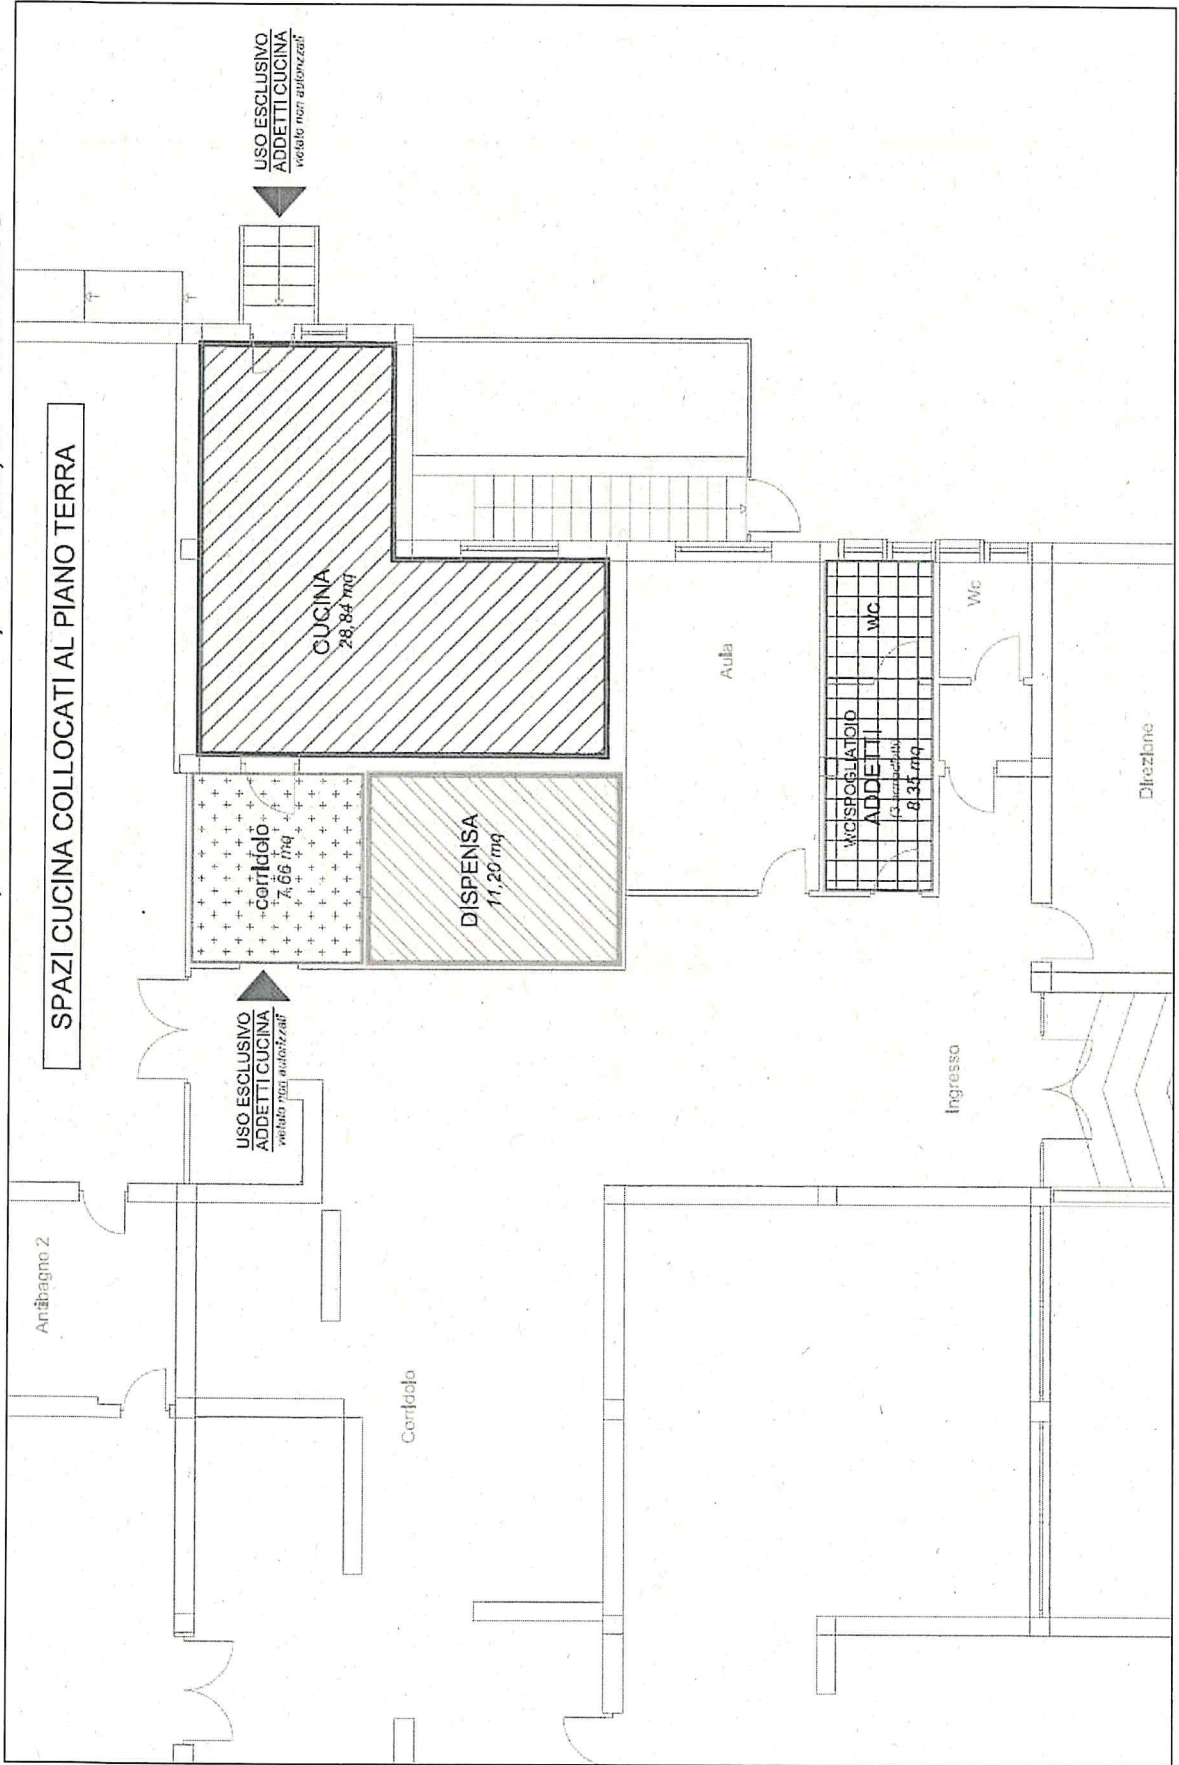 SPAZI CUCINA COLLOCATI AL PIANO TERRA
Antibagno 2
USO ESCLUSIVO
ADDETTI CUCINA
vietato non autorizzati
corridoio
7,66 mq
CUCINA
28,84 mq
USO ESCLUSIVO
ADDETTI CUCINA
vietato non autorizzati
Corridoio
DISPENSA
11,20 mq
Aula
WC/SPOGLIATOIO
ADDETTI
8,35 mq
WC
Wc
Ingresso
Direzione